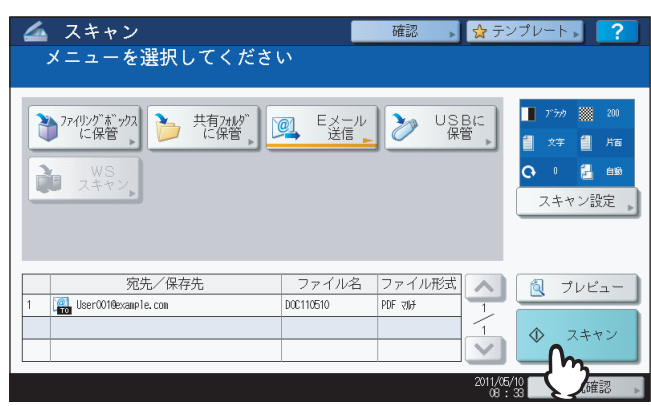 スキャン
確認
テンプレート
?
メニューを選択してください
ファイリングボックス
に保管
共有フォルダ
に保管
Eメール
送信
USBに
保管
WS
スキャン
ブラック
200
文字
片面
0
自動
スキャン設定
宛先/保存先
ファイル名
ファイル形式
1
TO
User001@example.com
DOC110510
PDF マルチ
1
1
プレビュー
スキャン
2011/05/10
08:33
確認